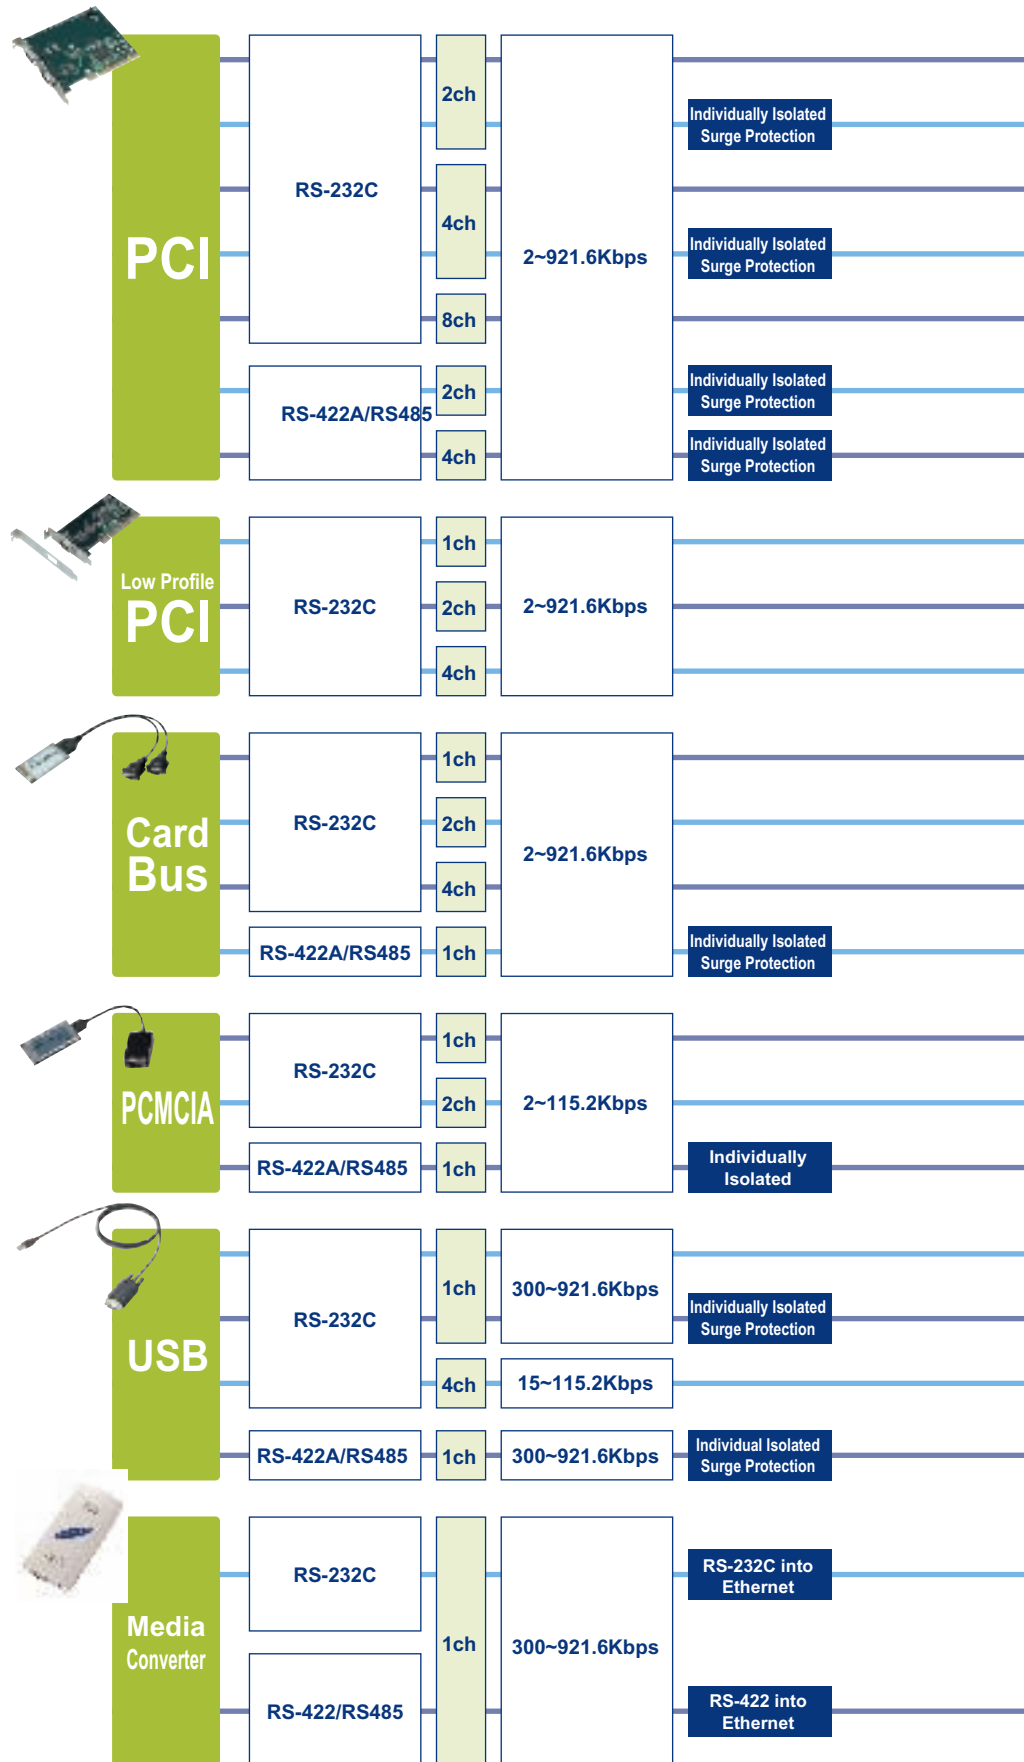 PCI
RS-232C
2ch
Individually Isolated
Surge Protection
4ch
Individually Isolated
Surge Protection
8ch
2~921.6Kbps
RS-422A/RS485
2ch
Individually Isolated
Surge Protection
4ch
Individually Isolated
Surge Protection
Low Profile
PCI
RS-232C
1ch
2ch
4ch
2~921.6Kbps
Card
Bus
RS-232C
1ch
2ch
4ch
2~921.6Kbps
RS-422A/RS485
1ch
Individually Isolated
Surge Protection
PCMCIA
RS-232C
1ch
2ch
2~115.2Kbps
RS-422A/RS485
1ch
Individually
Isolated
USB
RS-232C
1ch
300~921.6Kbps
Individually Isolated
Surge Protection
4ch
15~115.2Kbps
RS-422A/RS485
1ch
300~921.6Kbps
Individual Isolated
Surge Protection
Media
Converter
RS-232C
1ch
300~921.6Kbps
RS-232C into
Ethernet
RS-422/RS485
RS-422 into
Ethernet